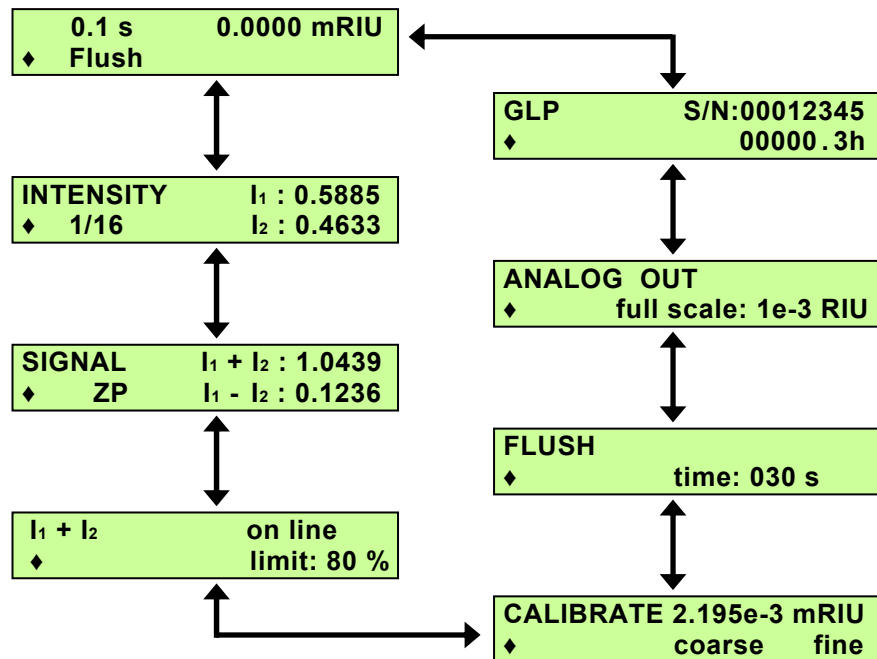 0.1 s 0.0000 mRIU
♦ Flush
INTENSITY I₁ : 0.5885
♦ 1/16 I₂ : 0.4633
SIGNAL I₁ + I₂ : 1.0439
♦ ZP I₁ - I₂ : 0.1236
I₁ + I₂ on line
♦ limit: 80 %
GLP S/N:00012345
♦ 00000.3h
ANALOG OUT
♦ full scale: 1e-3 RIU
FLUSH
♦ time: 030 s
CALIBRATE 2.195e-3 mRIU
♦ coarse fine